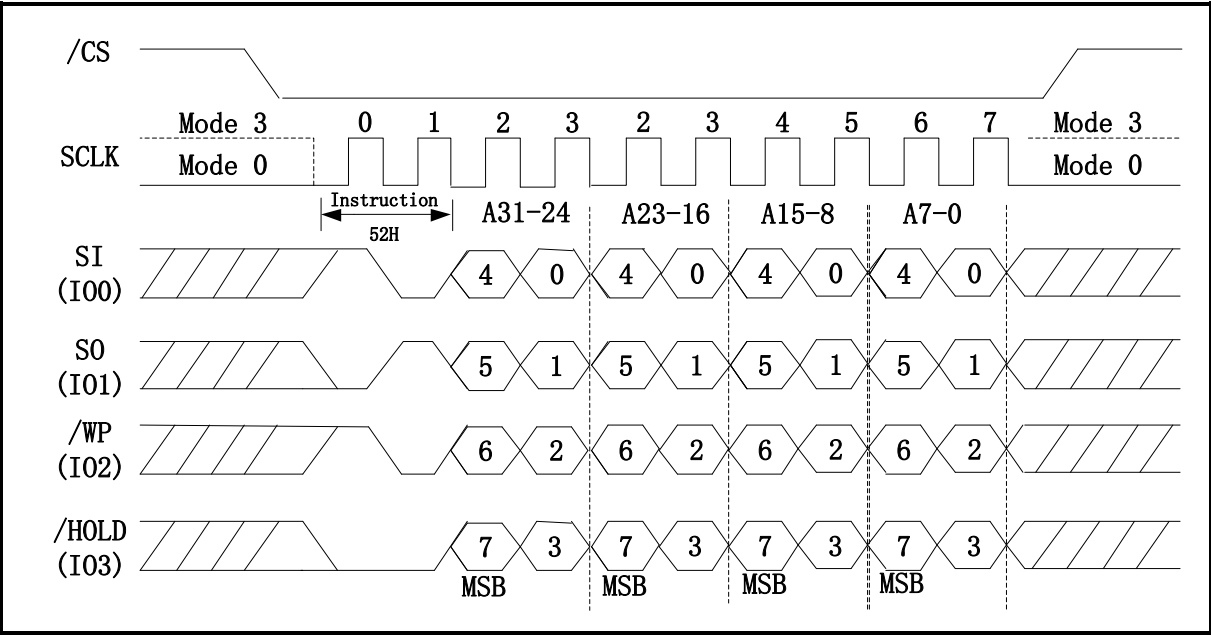 /CS
Mode 3 0 1 2 3 2 3 4 5 6 7 Mode 3
SCLK
Mode 0 Mode 0
Instruction
A31-24 A23-16 A15-8 A7-0
52H
SI
4 0 4 0 4 0 4 0
(IO0)
SO
5 1 5 1 5 1 5 1
(IO1)
/WP
6 2 6 2 6 2 6 2
(IO2)
/HOLD
7 3 7 3 7 3 7 3
(IO3)
MSB MSB MSB MSB